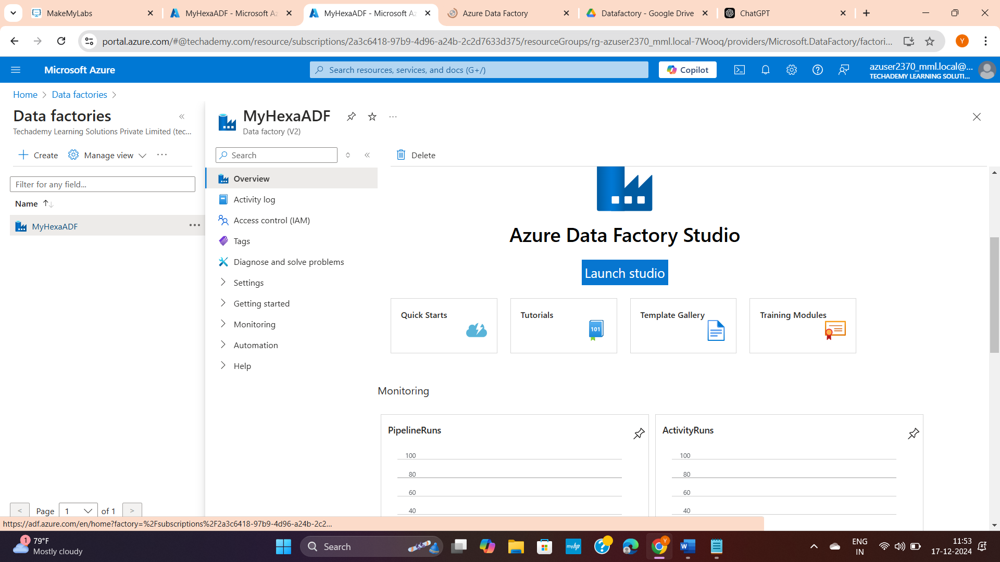 MakeMyLabs
MyHexaADF - Microsoft Az
MyHexaADF - Microsoft Az
Azure Data Factory
Datafactory - Google Drive
ChatGPT
portal.azure.com/#@techademy.com/resource/subscriptions/2a3c6418-97b9-4d96-a24b-2c2d7633d375/resourceGroups/rg-azuser2370_mml.local-7Wooq/providers/Microsoft.DataFactory/factori...
Y
Microsoft Azure
Search resources, services, and docs (G+/)
Copilot
azuser2370_mml.local@...
TECHADEMY LEARNING SOLUTI...
Home
Data factories
Data factories
Techademy Learning Solutions Private Limited (tec...
Create
Manage view
...
Filter for any field...
Name
MyHexaADF
...
Page
1
of 1
MyHexaADF
...
Data factory (V2)
Search
Delete
Overview
Activity log
Access control (IAM)
Tags
Diagnose and solve problems
Settings
Getting started
Monitoring
Automation
Help
Azure Data Factory Studio
Launch studio
Quick Starts
Tutorials
101
Template Gallery
Training Modules
Monitoring
PipelineRuns
100
80
60
40
ActivityRuns
100
80
60
40
https://adf.azure.com/en/home?factory=%2Fsubscriptions%2F2a3c6418-97b9-4d96-a24b-2c2...
1
79°F
Mostly cloudy
Search
myhp
Y
W
ENG
IN
11:53
17-12-2024